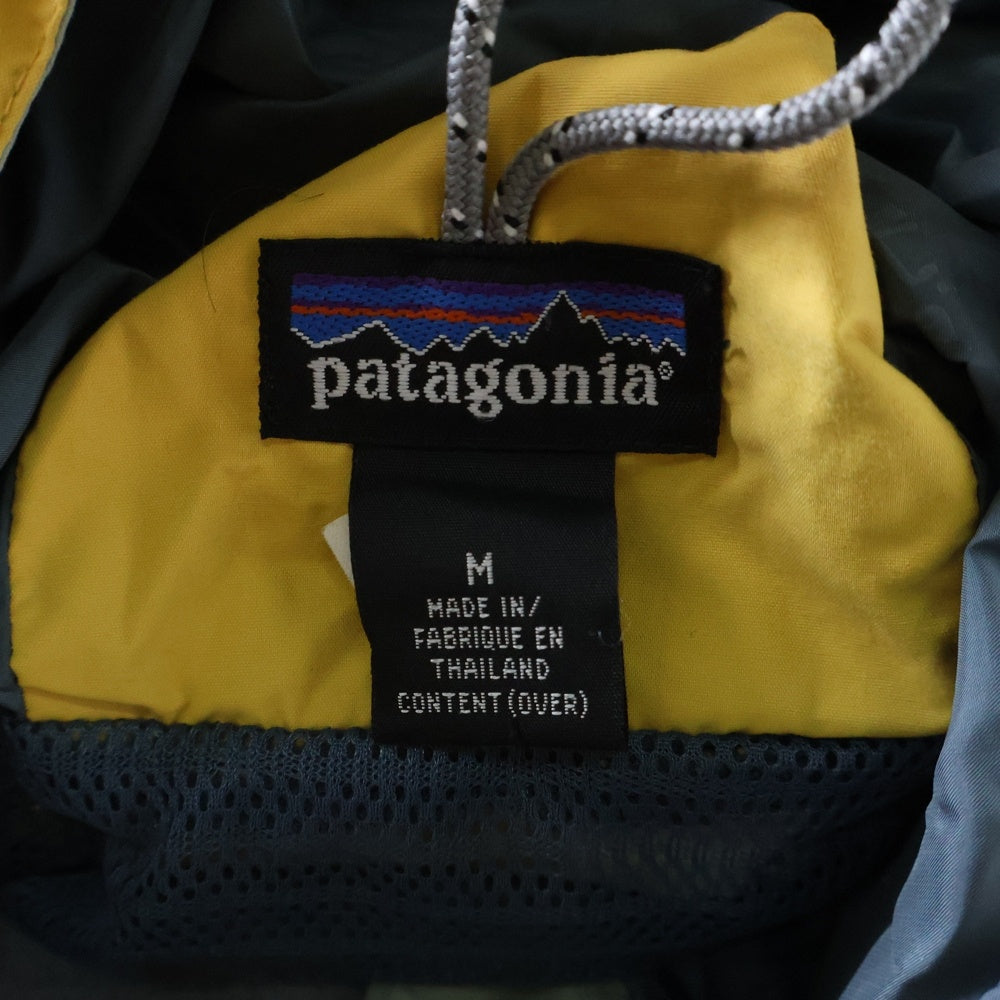 patagonia®
M
MADE IN/
FABRIQUE EN
THAILAND
CONTENT (OVER)